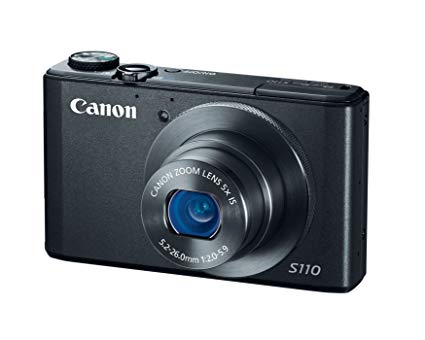 Canon
CANON ZOOM LENS 5x IS
5.2-26.0mm 1:2.0-5.9
S110